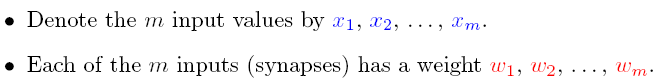 • Denote the m input values by x₁, x₂, ..., xₘ.
• Each of the m inputs (synapses) has a weight w₁, w₂, ..., wₘ.